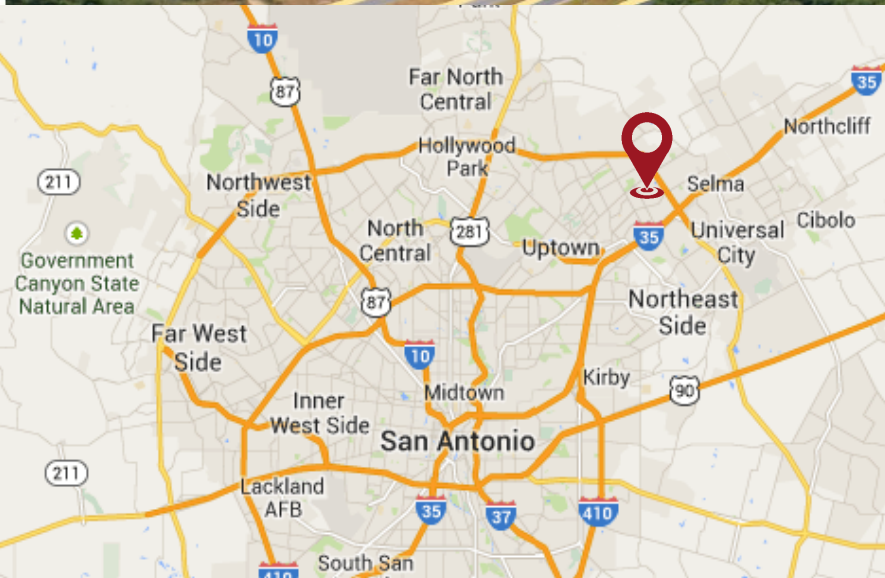 Park
10
35
87
Far North
Central
Northcliff
Hollywood
Park
211
Northwest
Side
Selma
Cibolo
North
Central
281
35
Universal
City
Uptown
Government
Canyon State
Natural Area
87
Northeast
Side
Far West
Side
10
Kirby
90
Midtown
Inner
West Side
San Antonio
211
Lackland
AFB
35
37
410
South San
410